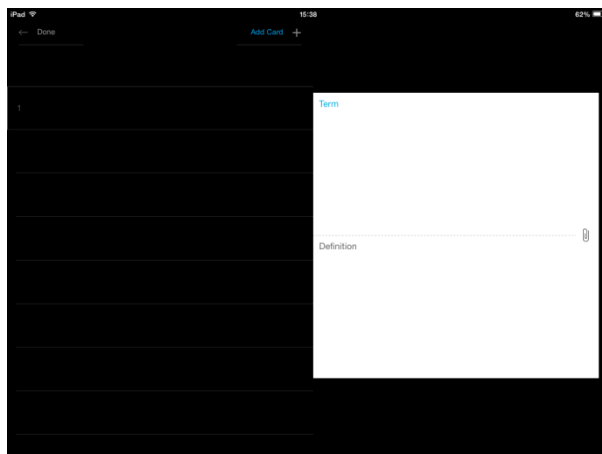 iPad 15:38 62%
← Done Add Card +
1
Term
Definition